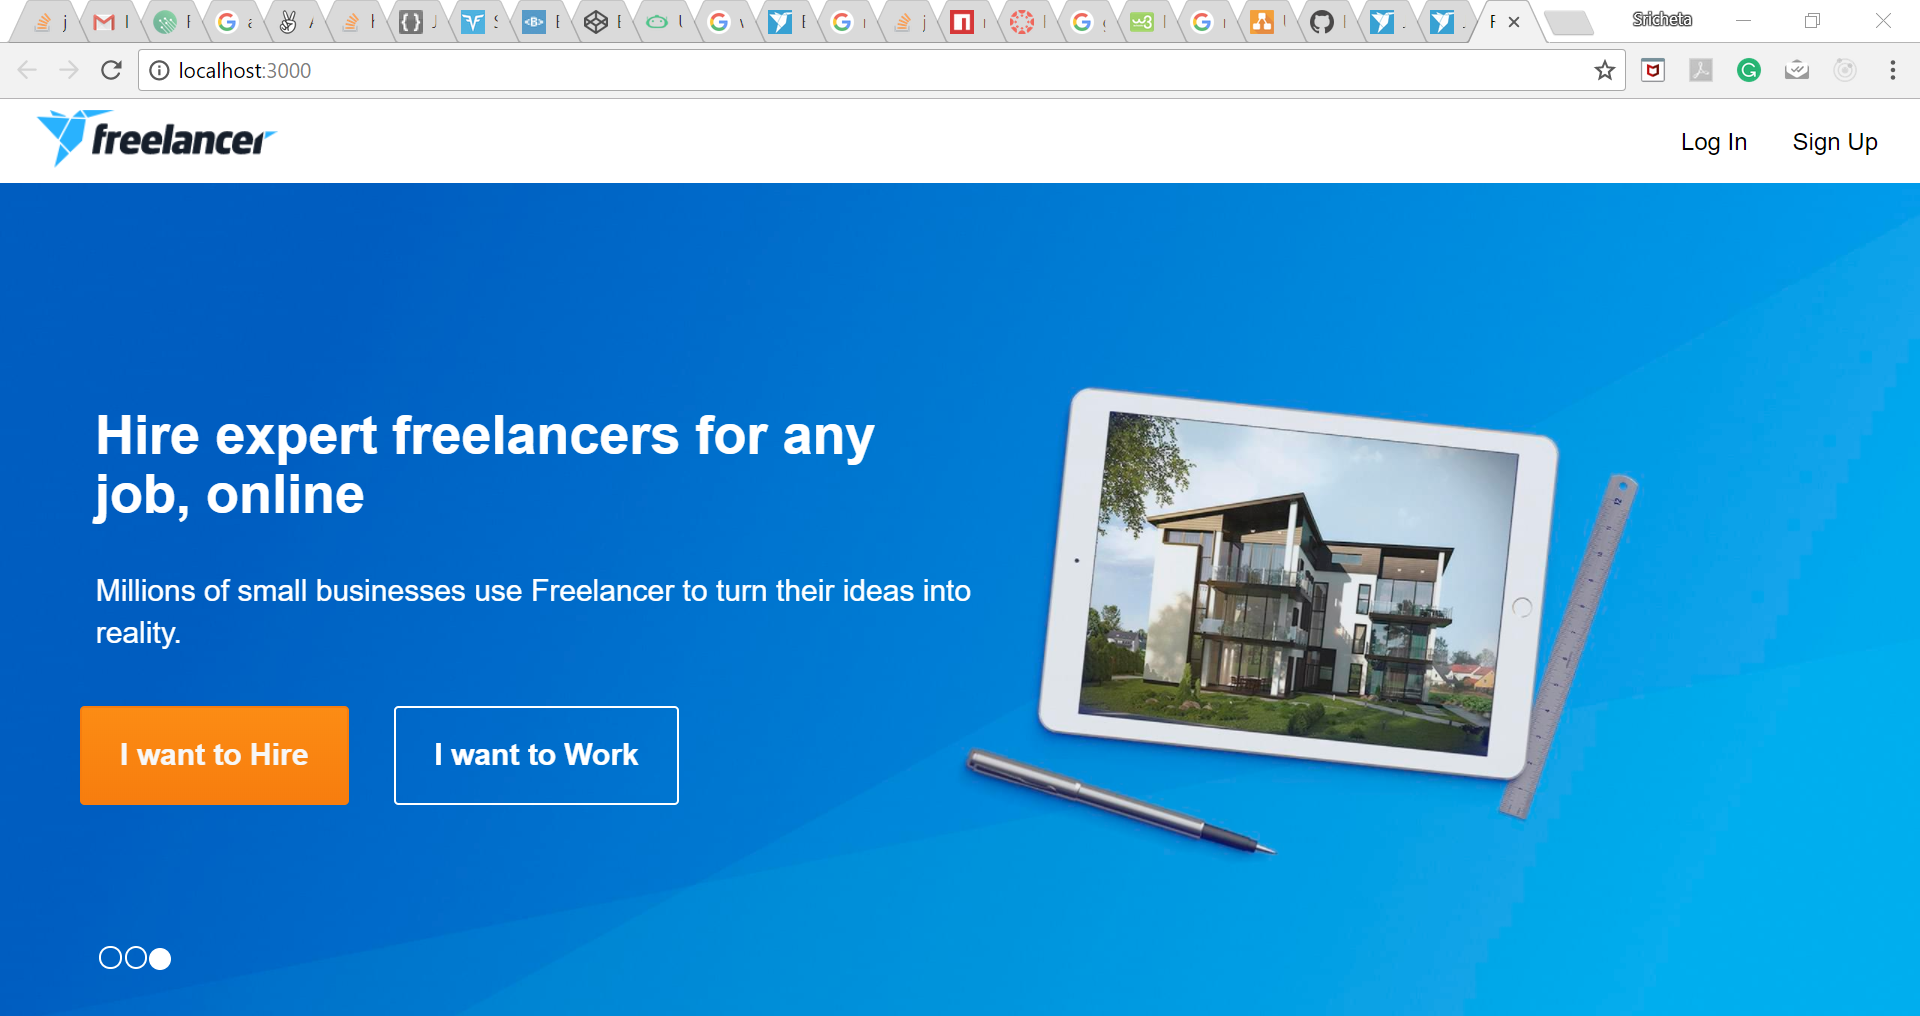 Sricheta
localhost:3000
freelancer
Log In
Sign Up
Hire expert freelancers for any
job, online
Millions of small businesses use Freelancer to turn their ideas into
reality.
I want to Hire
I want to Work